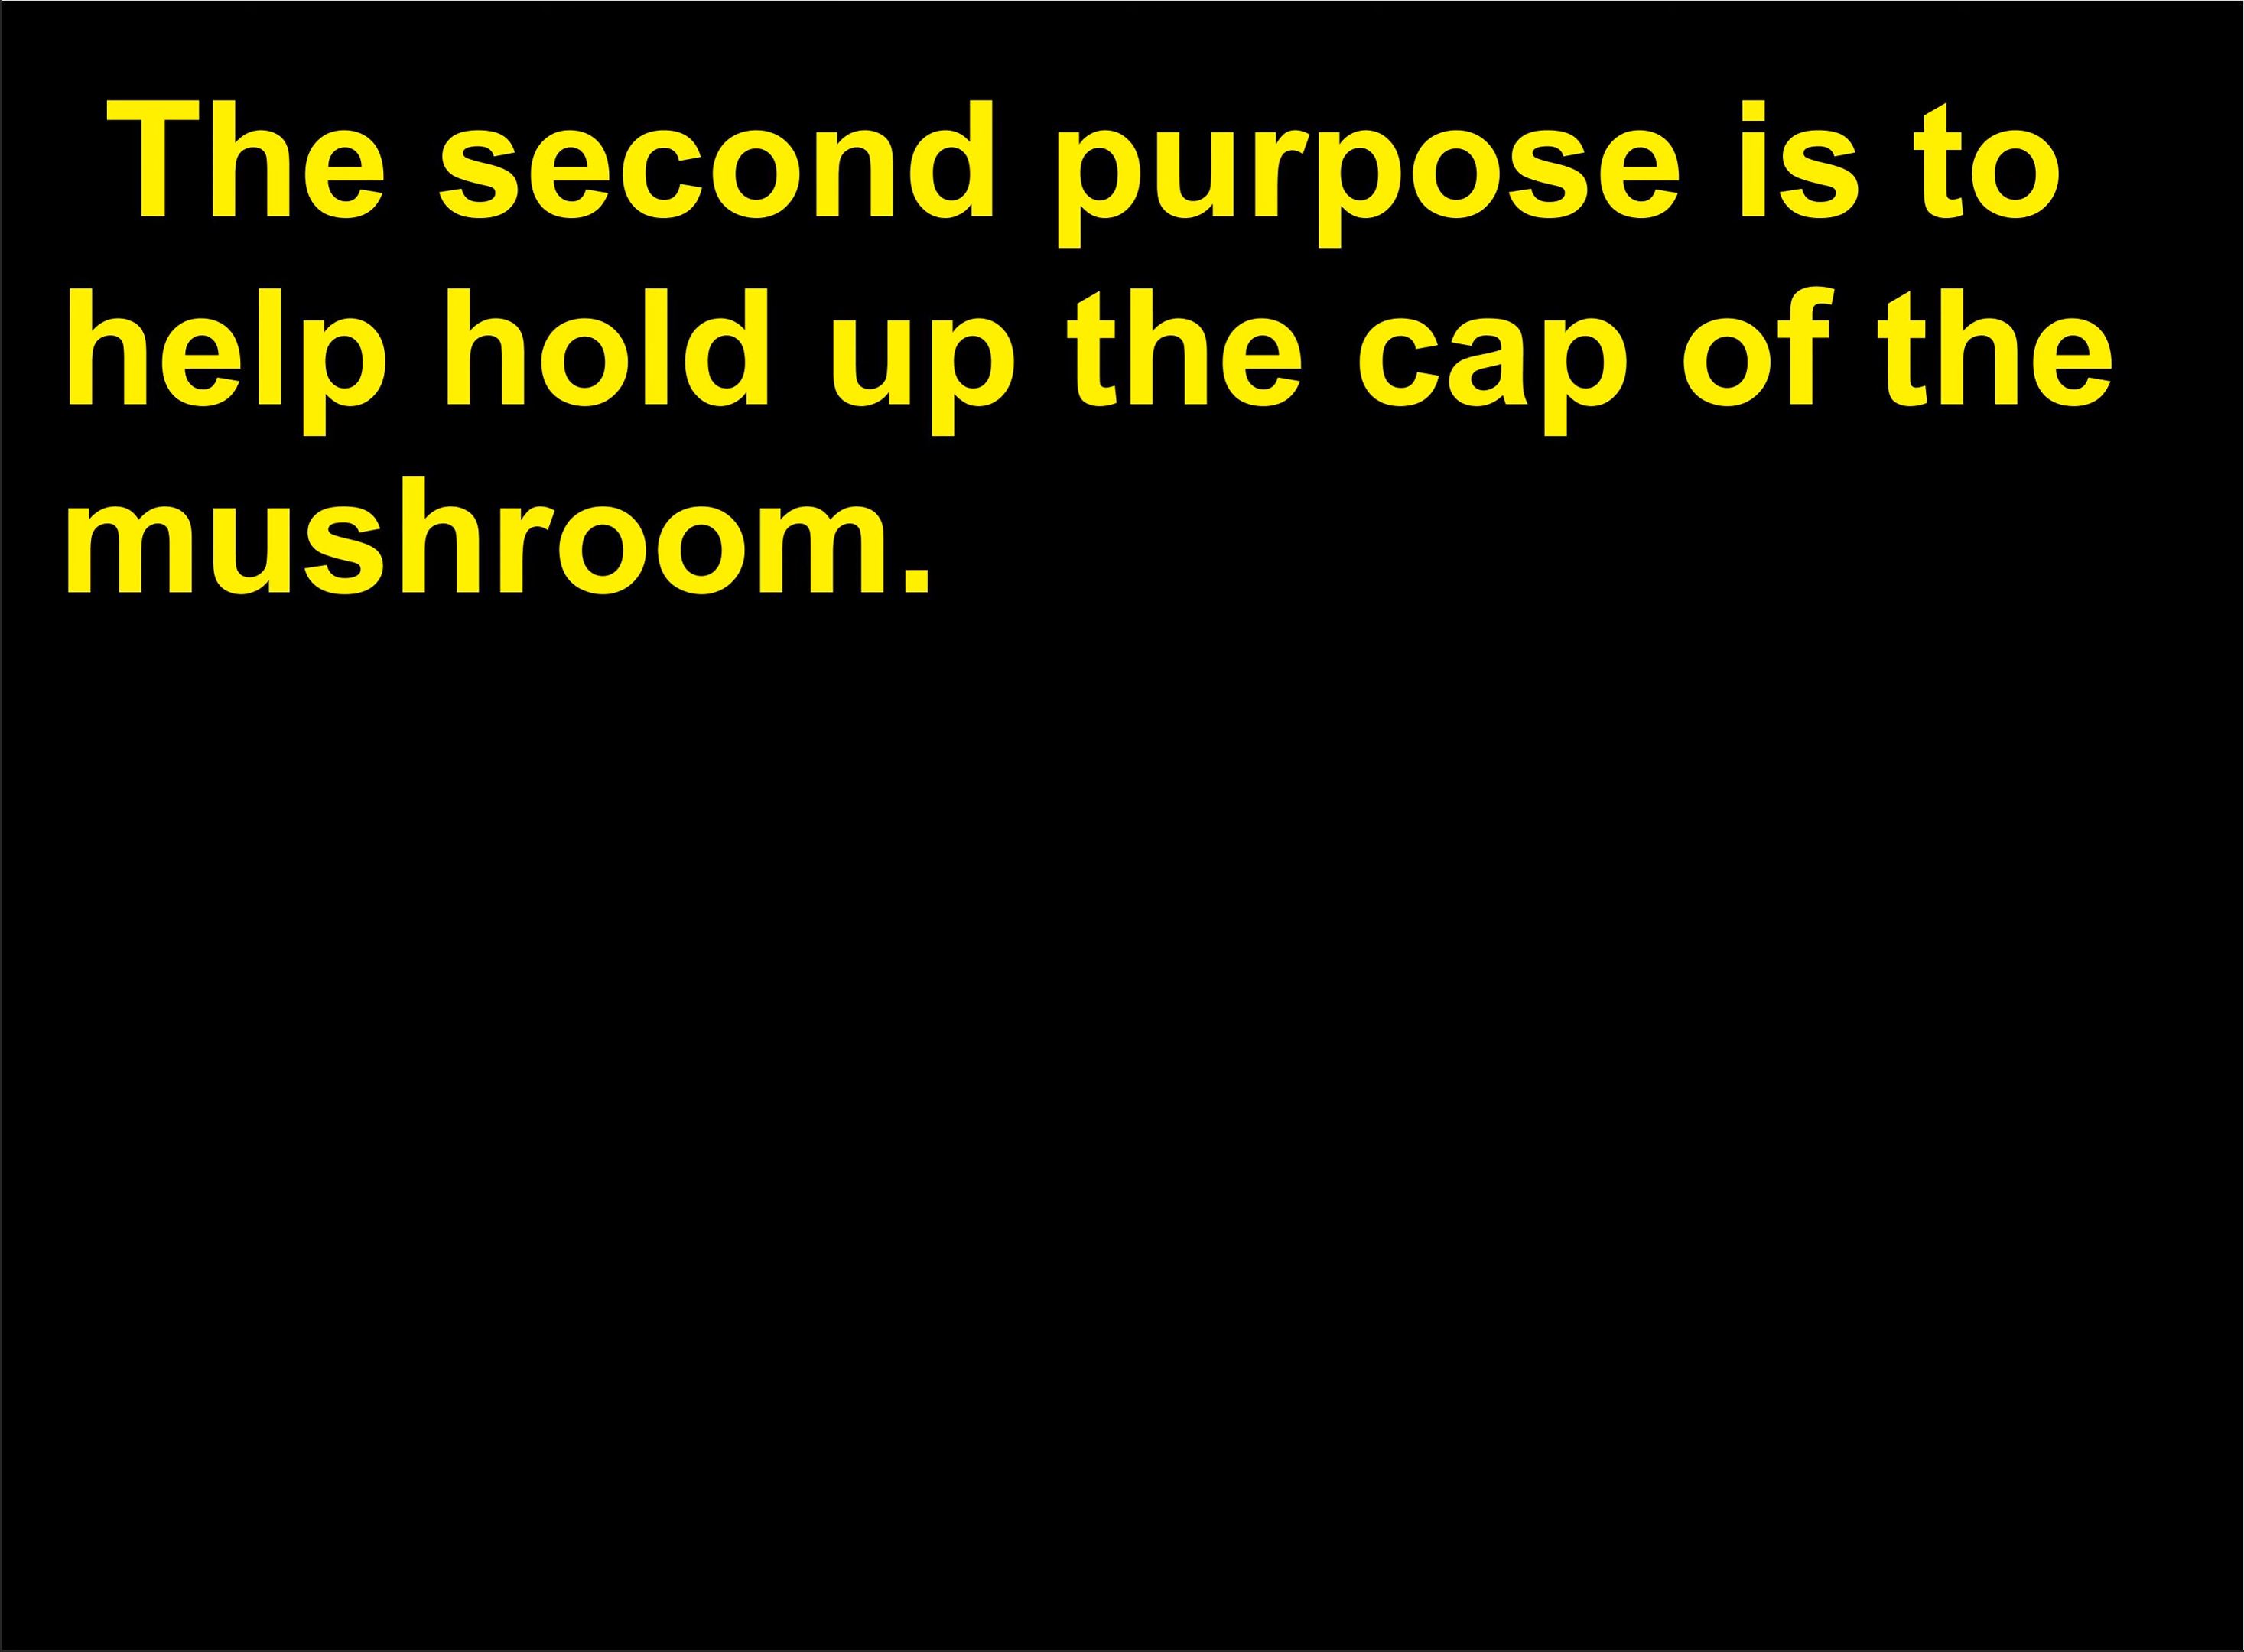 The second purpose is to
help hold up the cap of the
mushroom.